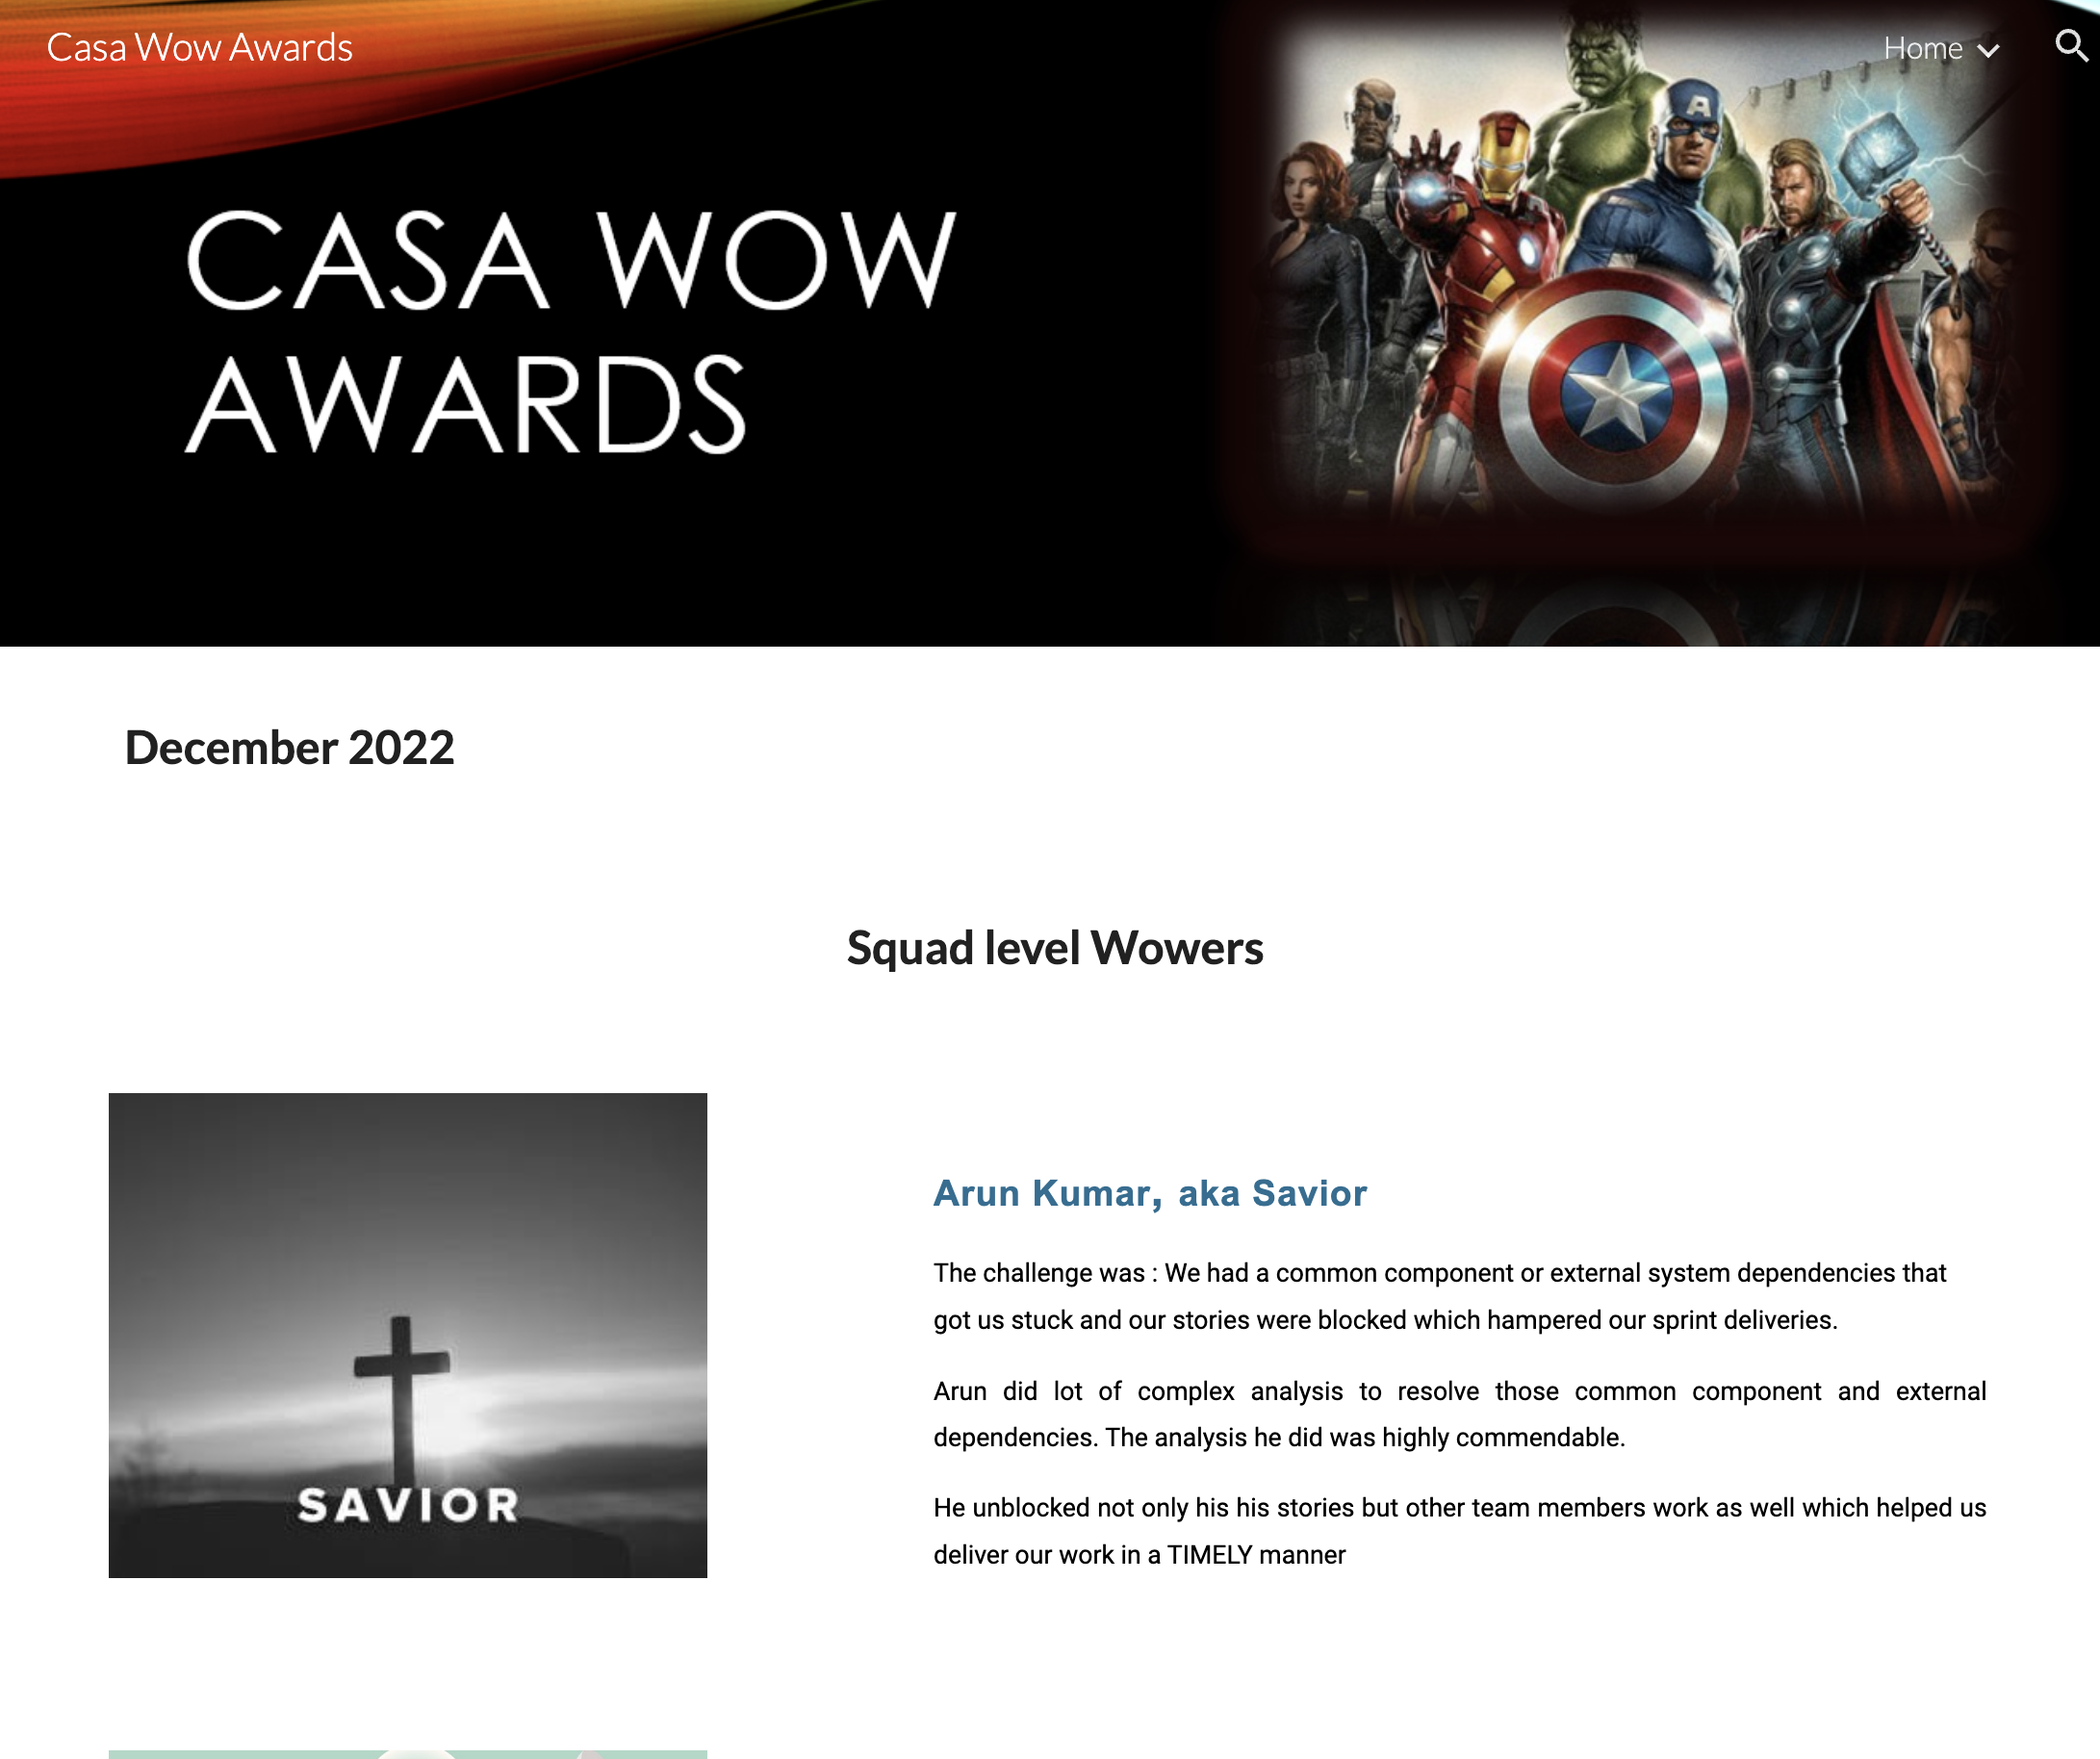 Casa Wow Awards
Home
CASA WOW
AWARDS
December 2022
Squad level Wowers
SAVIOR
Arun Kumar, aka Savior
The challenge was : We had a common component or external system dependencies that
got us stuck and our stories were blocked which hampered our sprint deliveries.
Arun did lot of complex analysis to resolve those common component and external
dependencies. The analysis he did was highly commendable.
He unblocked not only his his stories but other team members work as well which helped us
deliver our work in a TIMELY manner